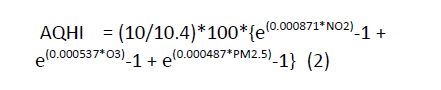 AQHI = (10/10.4)*100*{e^(0.000871*NO2)-1 +
e^(0.000537*O3)-1 + e^(0.000487*PM2.5)-1} (2)